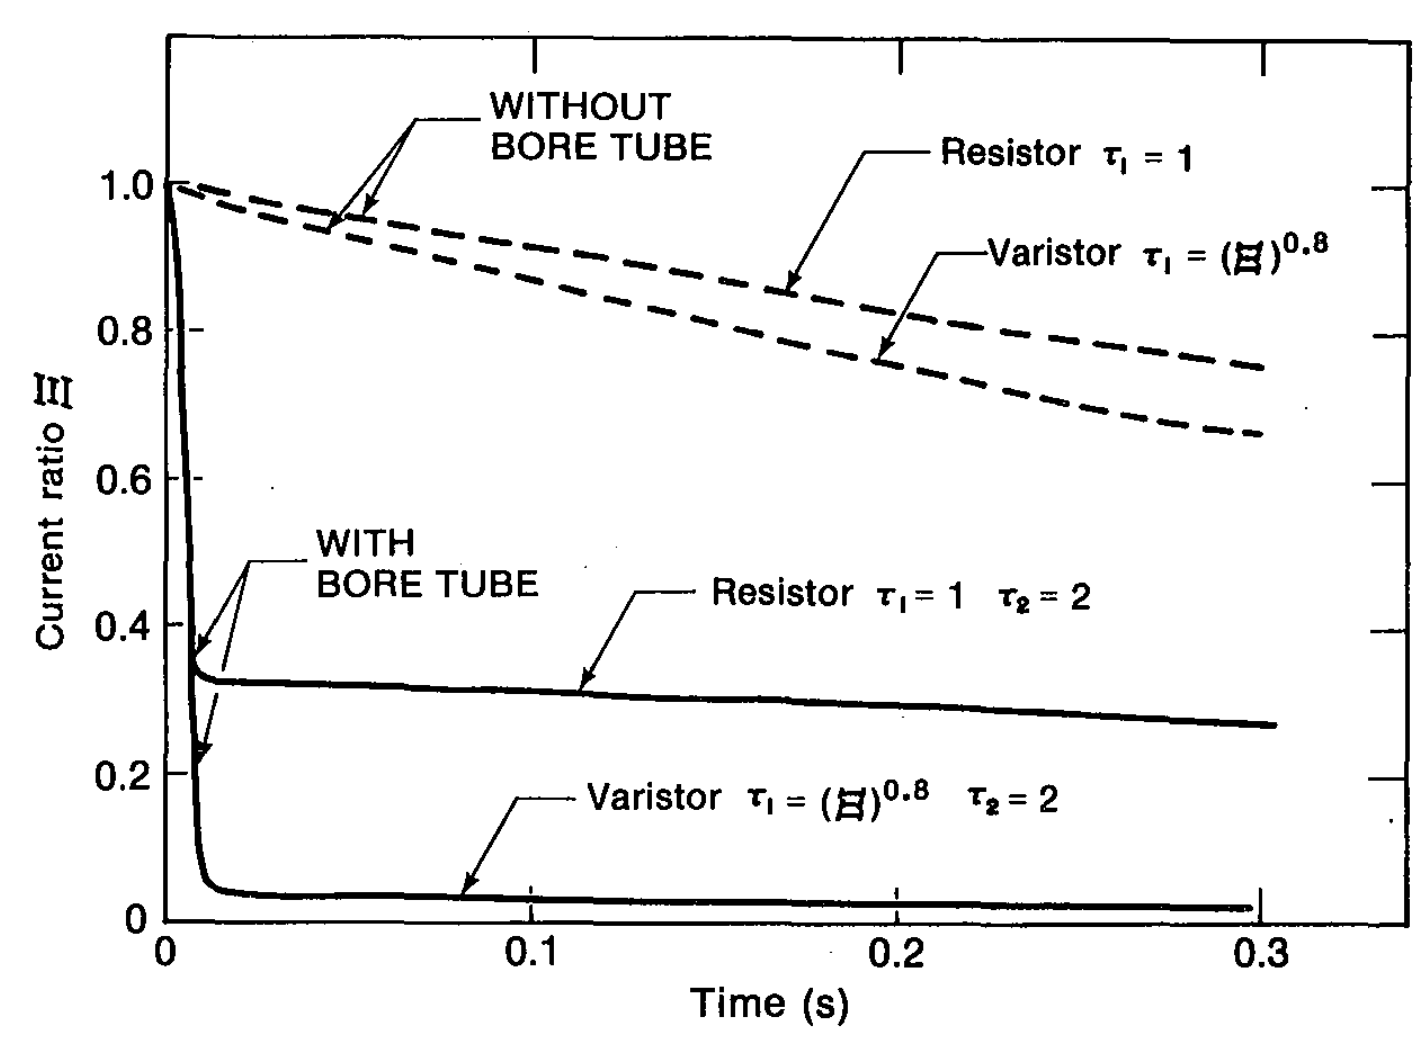 WITHOUT
BORE TUBE
Resistor τ₁ = 1
Varistor τ₁ = (Ξ)⁰·⁸
1.0
0.8
0.6
0.4
0.2
0
Current ratio Ξ
WITH
BORE TUBE
Resistor τ₁ = 1 τ₂ = 2
Varistor τ₁ = (Ξ)⁰·⁸ τ₂ = 2
0
0.1
0.2
0.3
Time (s)